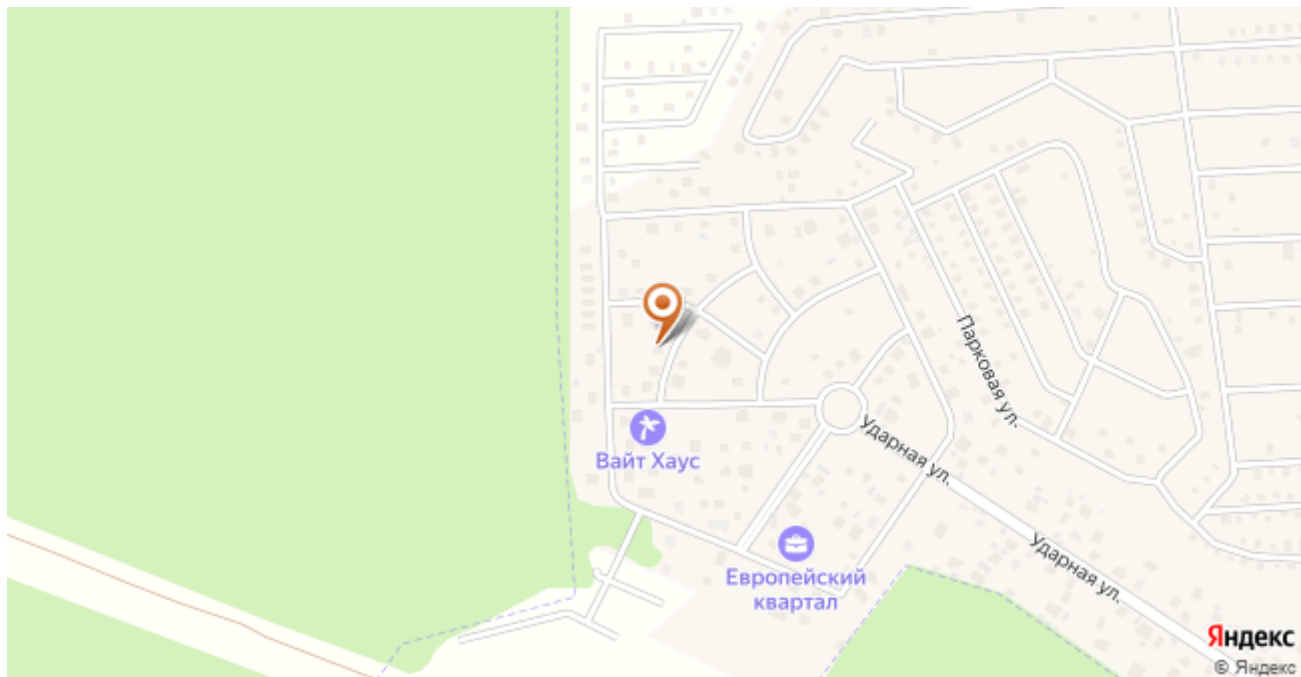 Парковая ул.
Ударная ул.
Вайт Хаус
Ударная ул.
Европейский
квартал
Яндекс
© Яндекс